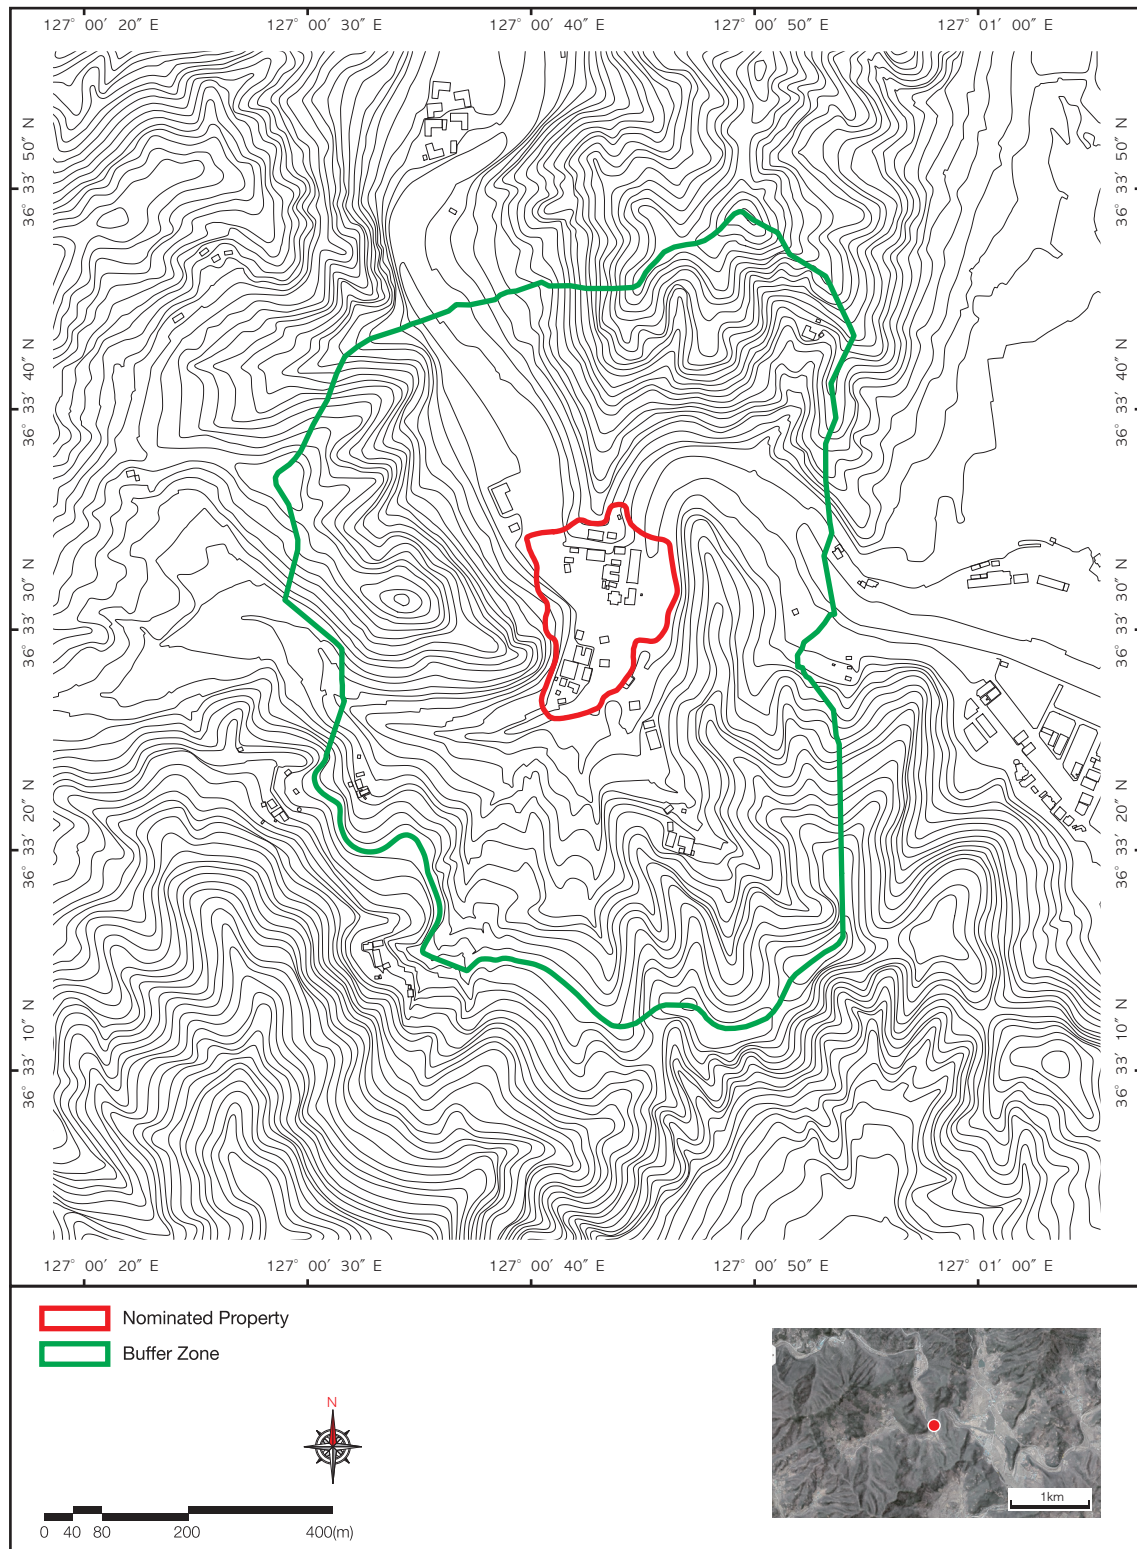 127° 00′ 20″ E 127° 00′ 30″ E 127° 00′ 40″ E 127° 00′ 50″ E 127° 01′ 00″ E
36° 33′ 50″ N
36° 33′ 50″ N
36° 33′ 40″ N
36° 33′ 40″ N
36° 33′ 30″ N
36° 33′ 30″ N
36° 33′ 20″ N
36° 33′ 20″ N
36° 33′ 10″ N
36° 33′ 10″ N
127° 00′ 20″ E 127° 00′ 30″ E 127° 00′ 40″ E 127° 00′ 50″ E 127° 01′ 00″ E
Nominated Property
Buffer Zone
N
1km
0 40 80 200 400(m)